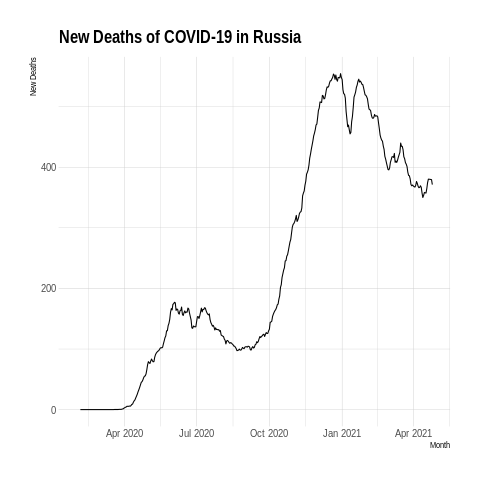 New Deaths of COVID-19 in Russia
New Deaths
400
200
0
Apr 2020 Jul 2020 Oct 2020 Jan 2021 Apr 2021
Month